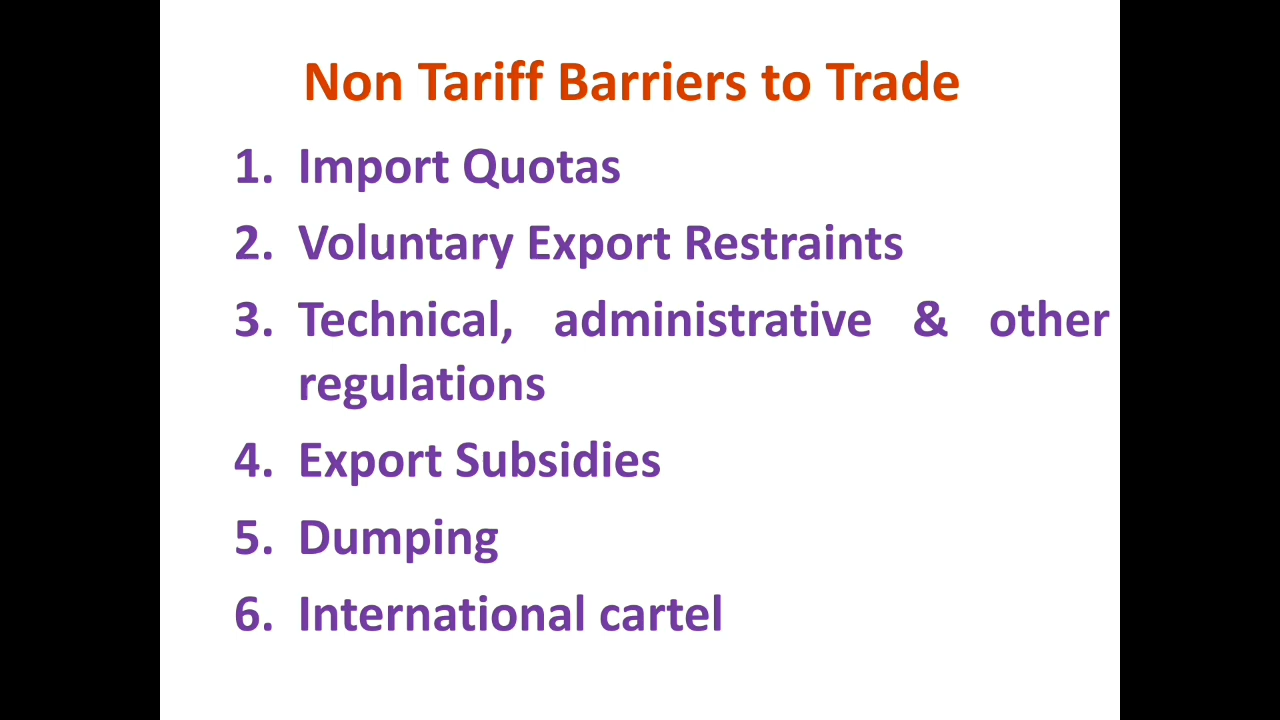 Non Tariff Barriers to Trade
1. Import Quotas
2. Voluntary Export Restraints
3. Technical, administrative & other
regulations
4. Export Subsidies
5. Dumping
6. International cartel